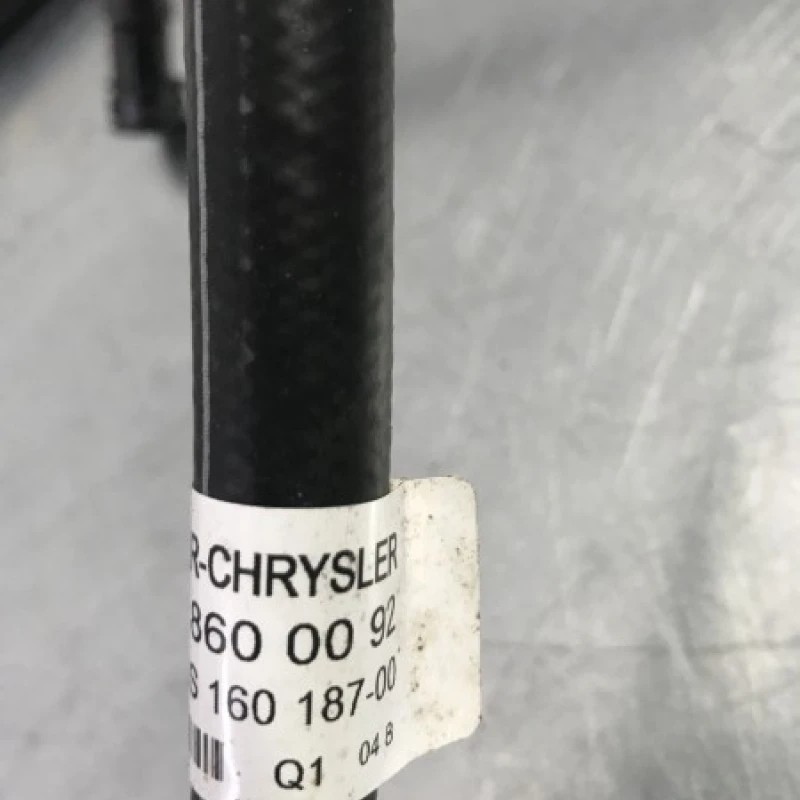 R-CHRYSLER
860 00 92
S 160 187-00
Q1 04 8